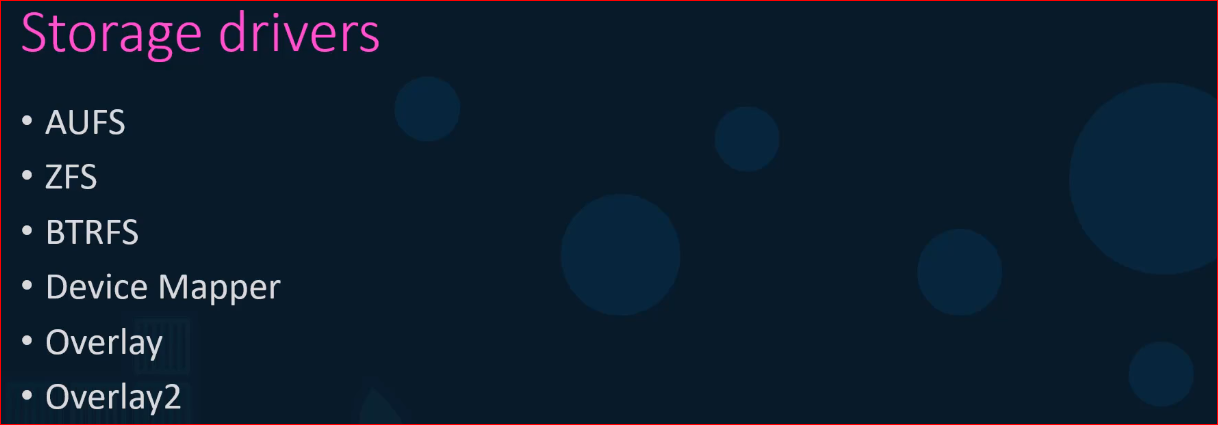 Storage drivers
• AUFS
• ZFS
• BTRFS
• Device Mapper
• Overlay
• Overlay2